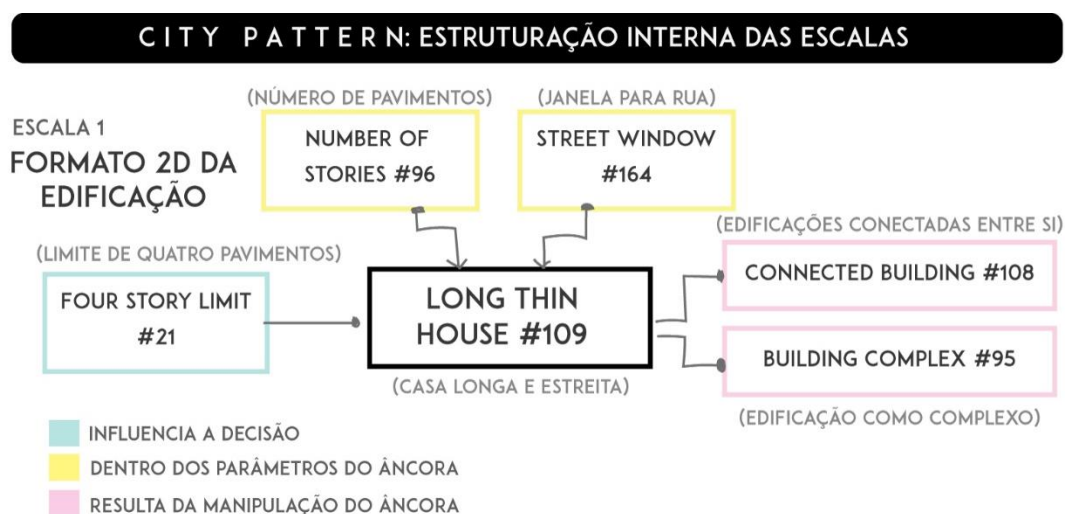 CITY PATTERN: ESTRUTURAÇÃO INTERNA DAS ESCALAS
ESCALA 1
FORMATO 2D DA
EDIFICAÇÃO
(NÚMERO DE PAVIMENTOS)
NUMBER OF
STORIES #96
(JANELA PARA RUA)
STREET WINDOW
#164
(LIMITE DE QUATRO PAVIMENTOS)
FOUR STORY LIMIT
#21
LONG THIN
HOUSE #109
(CASA LONGA E ESTREITA)
(EDIFICAÇÕES CONECTADAS ENTRE SI)
CONNECTED BUILDING #108
BUILDING COMPLEX #95
(EDIFICAÇÃO COMO COMPLEXO)
INFLUENCIA A DECISÃO
DENTRO DOS PARÂMETROS DO ÂNCORA
RESULTA DA MANIPULAÇÃO DO ÂNCORA